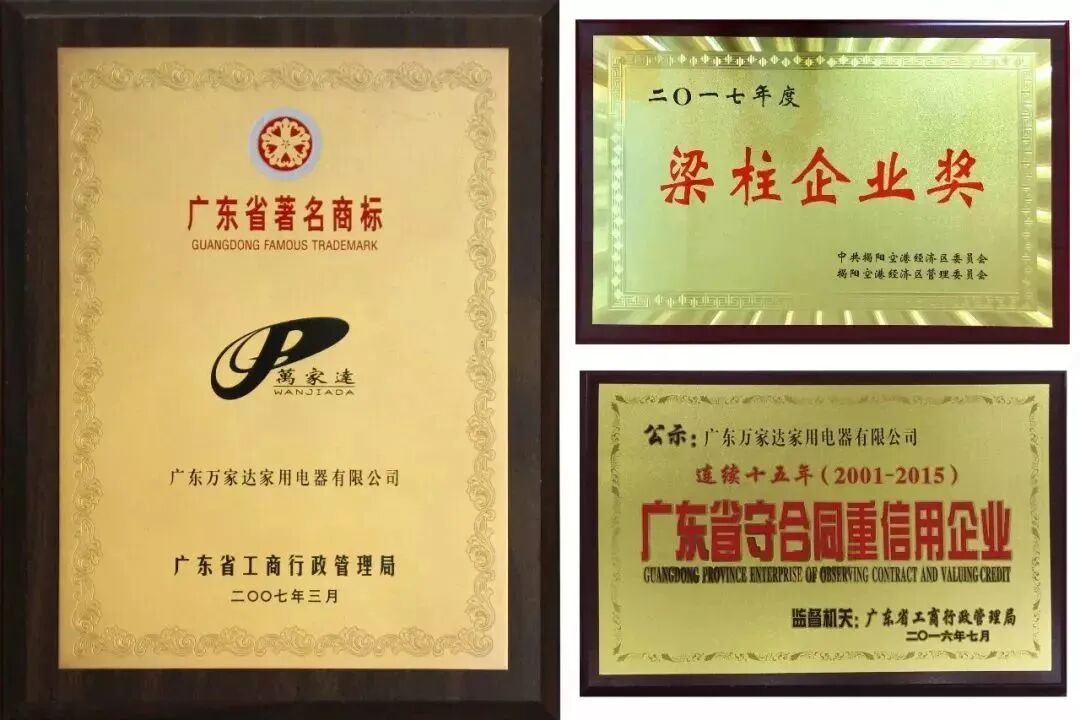 广东省著名商标
GUANGDONG FAMOUS TRADEMARK
萬家達
WANJIADA
广东万家达家用电器有限公司
广东省工商行政管理局
二〇〇七年三月
二〇一七年度
梁柱企业奖
中共揭阳空港经济区委员会
揭阳空港经济区管理委员会
公示：广东万家达家用电器有限公司
连续十五年（2001-2015）
广东省守合同重信用企业
GUANGDONG PROVINCE ENTERPRISE OF OBSERVING CONTRACT AND VALUING CREDIT
监督机关：广东省工商行政管理局
二〇一六年七月